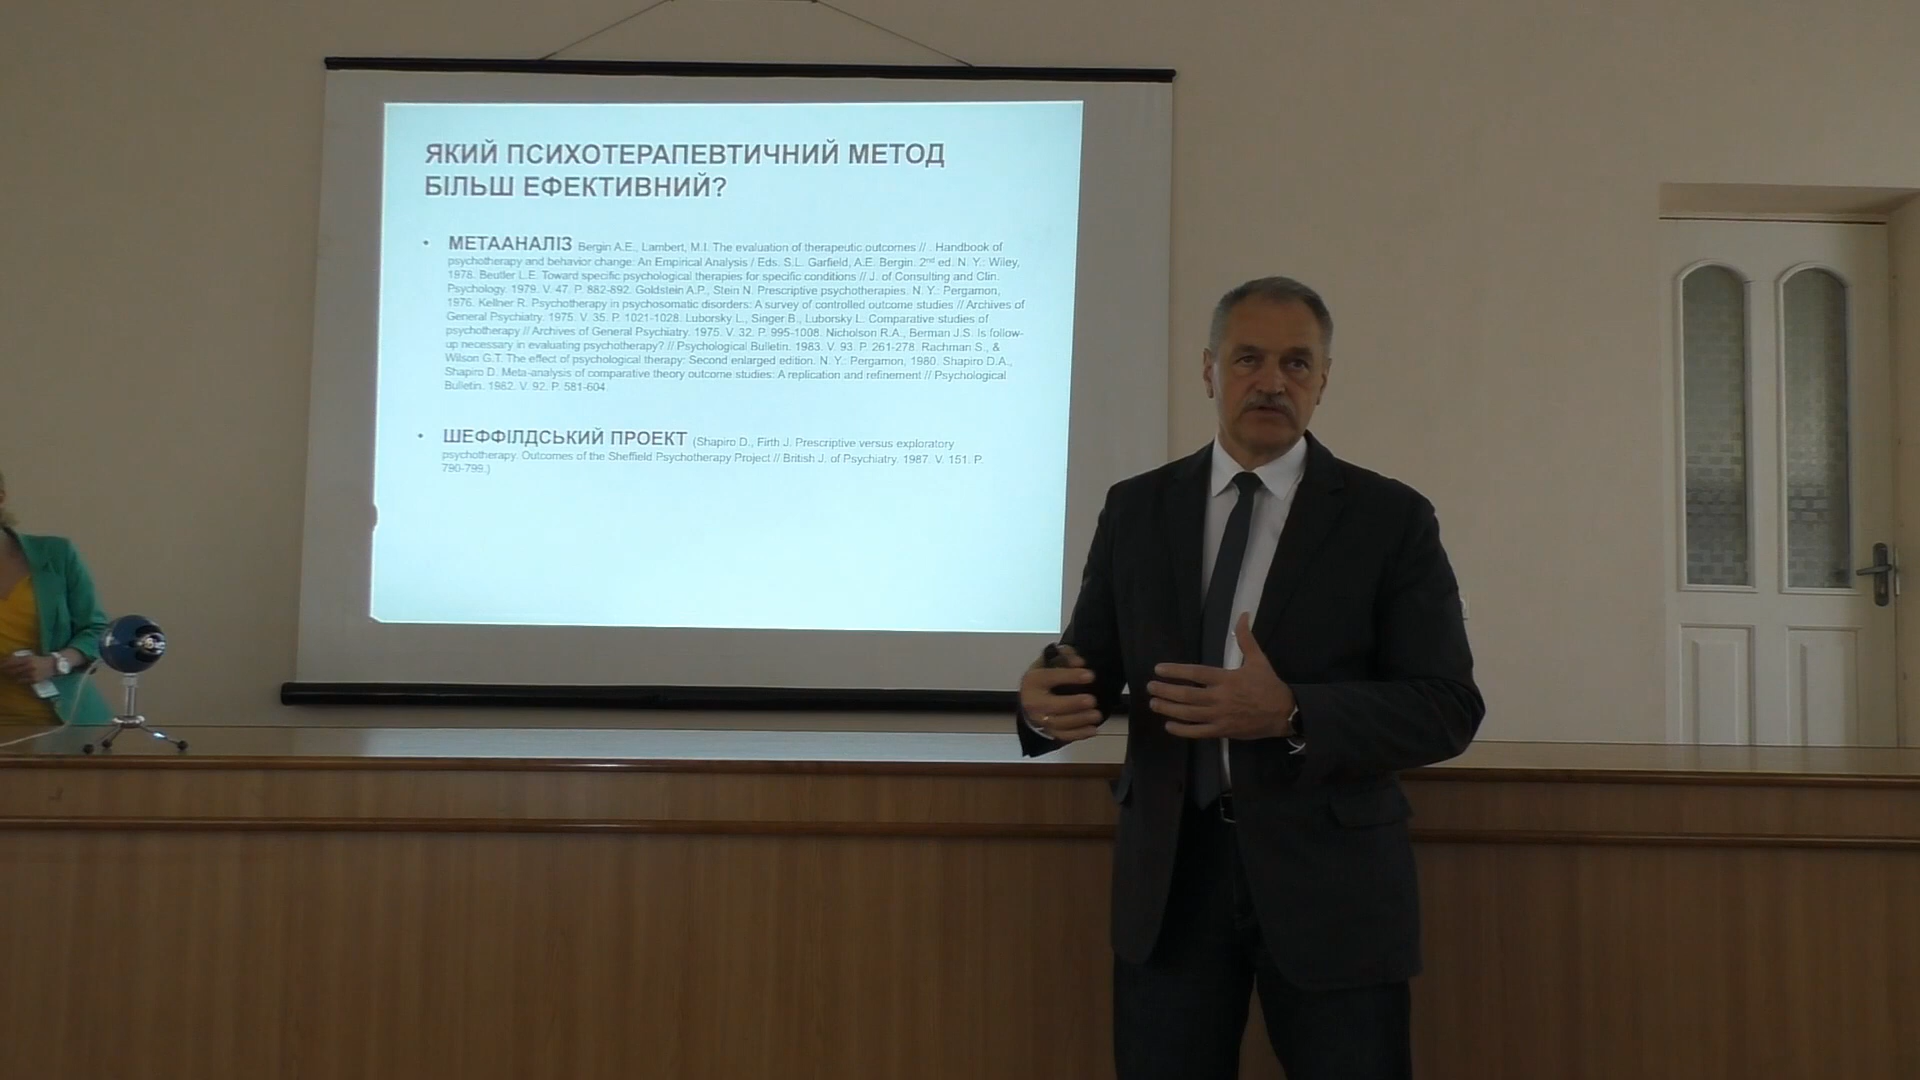 ЯКИЙ ПСИХОТЕРАПЕВТИЧНИЙ МЕТОД
БІЛЬШ ЕФЕКТИВНИЙ?
• МЕТААНАЛІЗ Bergin A.E., Lambert, M.I. The evaluation of therapeutic outcomes // . Handbook of
psychotherapy and behavior change: An Empirical Analysis / Eds. S.L. Garfield, A.E. Bergin. 2nd ed. N. Y.: Wiley,
1978. Beutler L.E. Toward specific psychological therapies for specific conditions // J. of Consulting and Clin.
Psychology. 1979. V. 47. P. 882-892. Goldstein A.P., Stein N. Prescriptive psychotherapies. N. Y.: Pergamon,
1976. Kellner R. Psychotherapy in psychosomatic disorders: A survey of controlled outcome studies // Archives of
General Psychiatry. 1975. V. 35. P. 1021-1028. Luborsky L., Singer B., Luborsky L. Comparative studies of
psychotherapy // Archives of General Psychiatry. 1975. V. 32. P. 995-1008. Nicholson R.A., Berman J.S. Is follow-
up necessary in evaluating psychotherapy? // Psychological Bulletin. 1983. V. 93. P. 261-278. Rachman S., &
Wilson G.T. The effect of psychological therapy: Second enlarged edition. N. Y.: Pergamon, 1980. Shapiro D.A.,
Shapiro D. Meta-analysis of comparative theory outcome studies: A replication and refinement // Psychological
Bulletin. 1982. V. 92. P. 581-604.
• ШЕФФІЛДСЬКИЙ ПРОЕКТ (Shapiro D., Firth J. Prescriptive versus exploratory
psychotherapy. Outcomes of the Sheffield Psychotherapy Project // British J. of Psychiatry. 1987. V. 151. P.
790-799.)